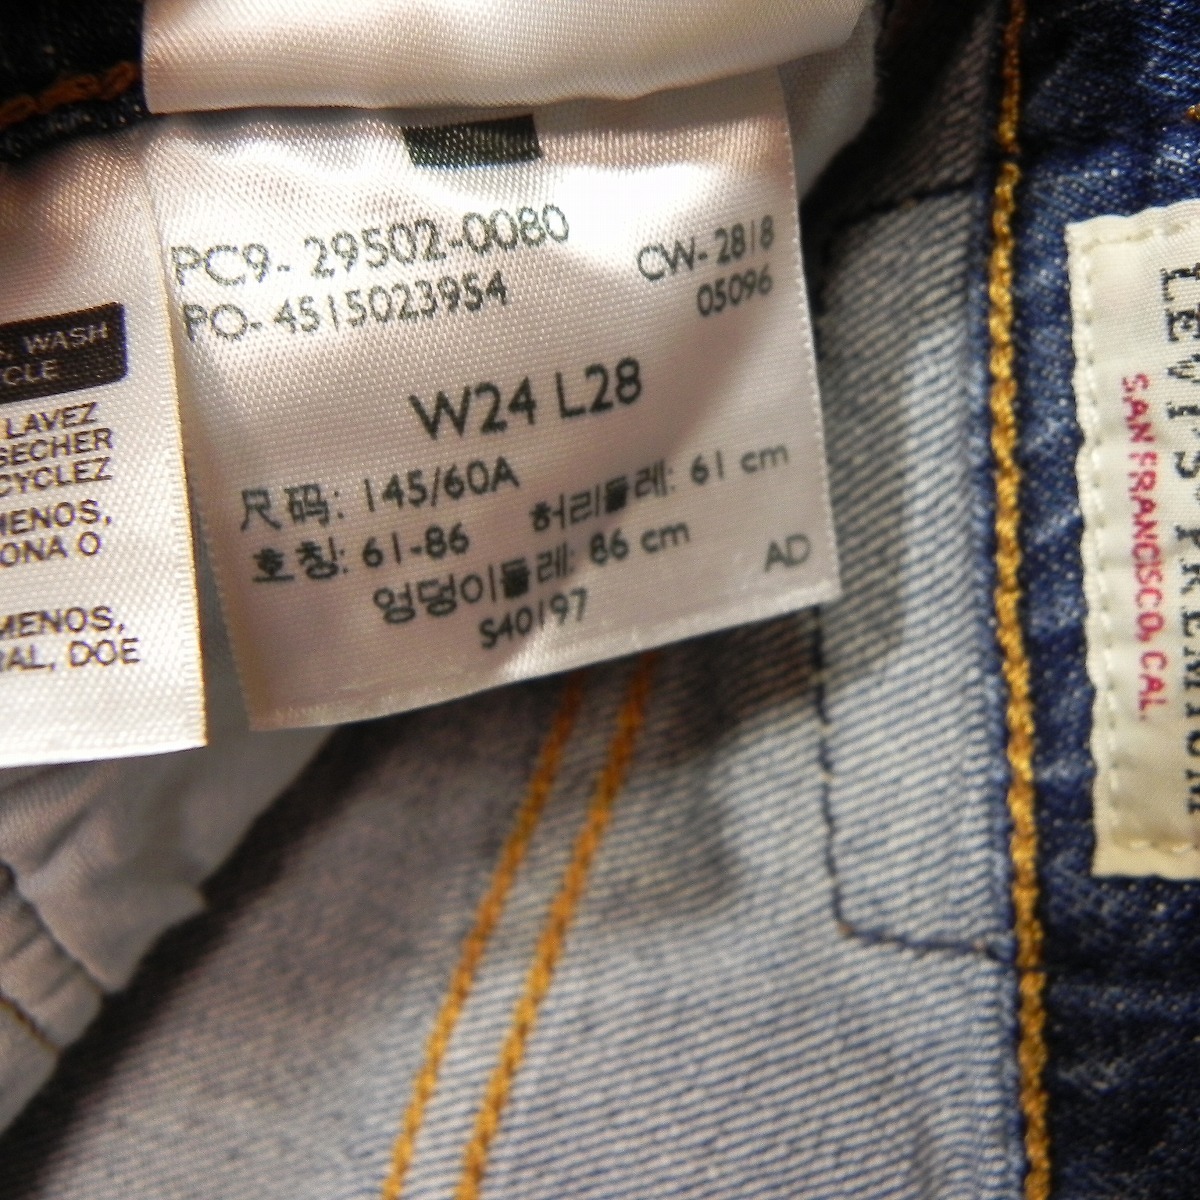 S. WASH
CLE
LAVEZ
SECHER
CYCLEZ
MENOS,
ONA O
MENOS,
RAL, DOE
PC9- 29502-0080
CW- 2818
PO- 4515023954
05096
W24 L28
尺码: 145/60A
호칭: 61-86
허리둘레: 61 cm
엉덩이둘레: 86 cm
AD
S40197
LEVI'S PREMIUM
SAN FRANCISCO, CAL.